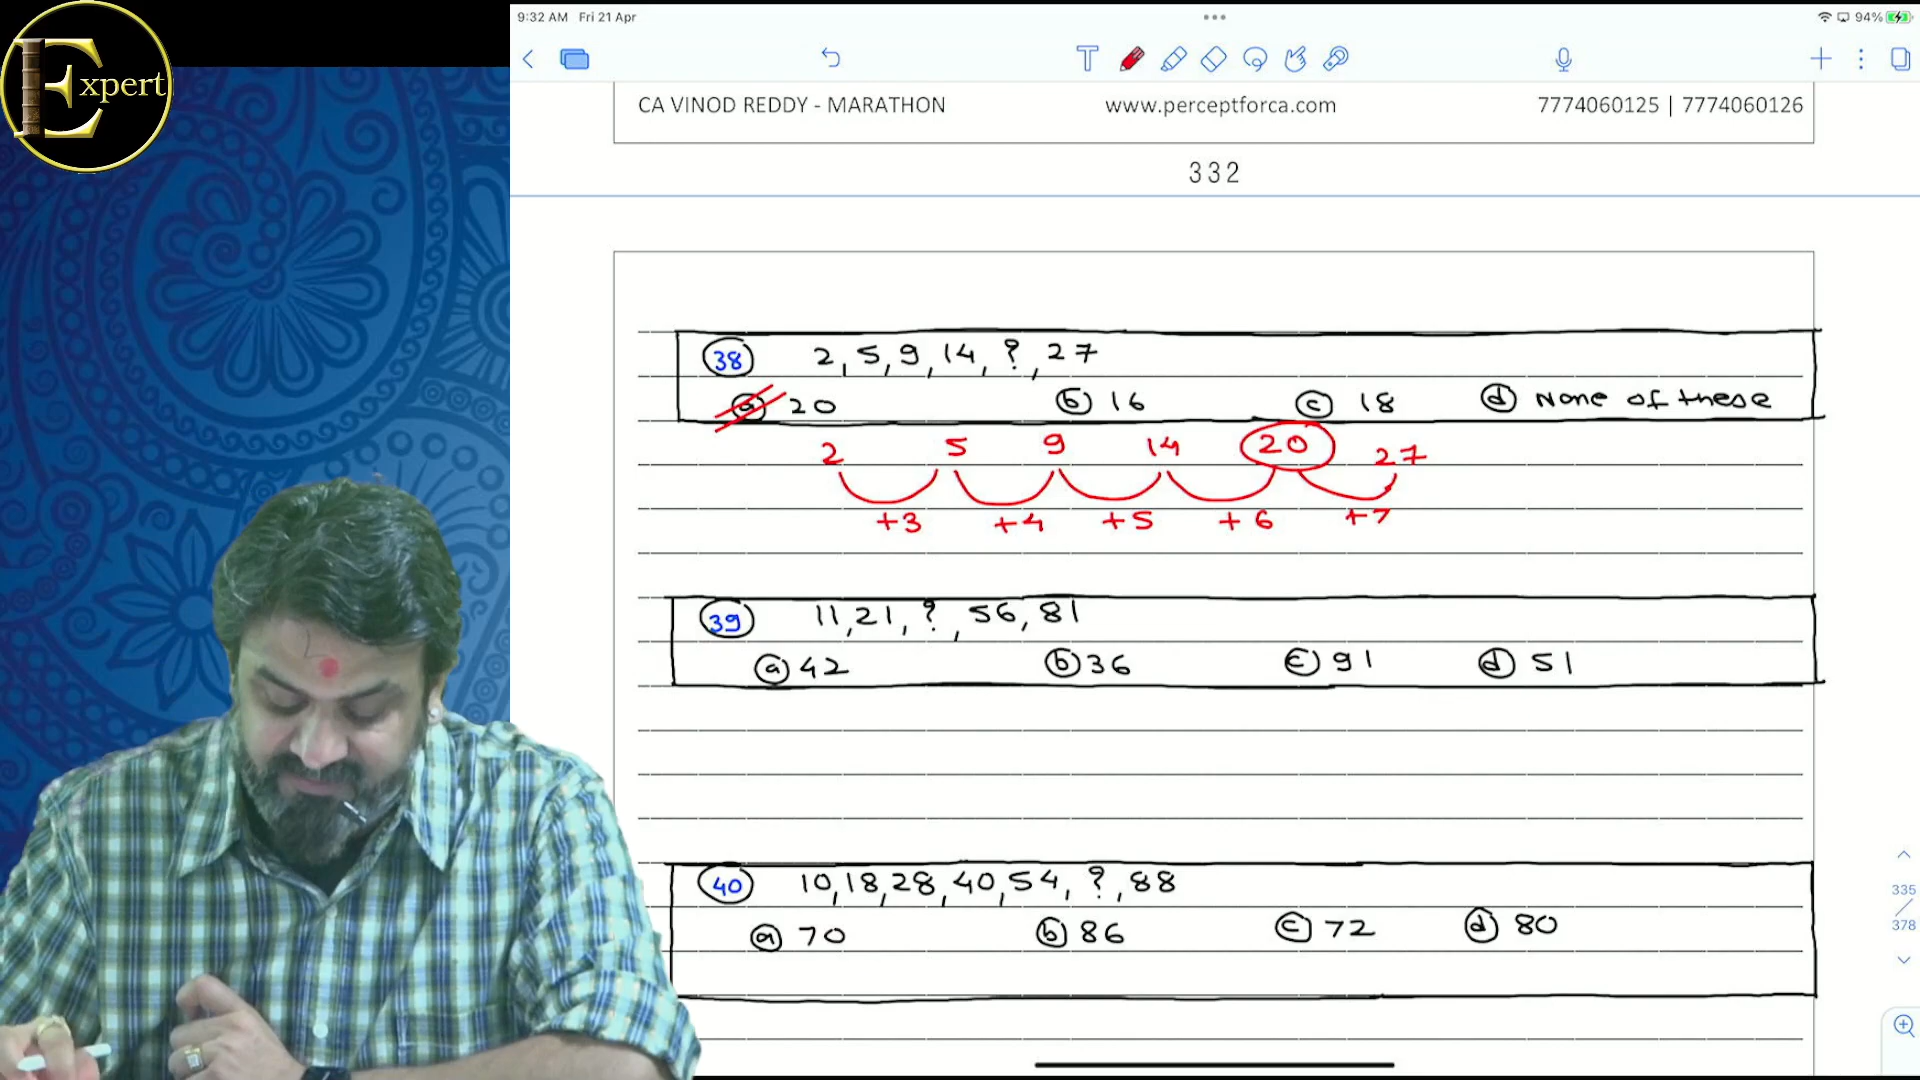 Expert
9:32 AM Fri 21 Apr
94%
CA VINOD REDDY - MARATHON www.perceptforca.com 7774060125 | 7774060126
332
38 2, 5, 9, 14, ?, 27
a 20 b 16 c 18 d None of these
2 5 9 14 20 27
+3 +4 +5 +6 +7
39 11, 21, ?, 56, 81
a 42 b 36 c 91 d 51
40 10, 18, 28, 40, 54, ?, 88
a 70 b 86 c 72 d 80
335
378